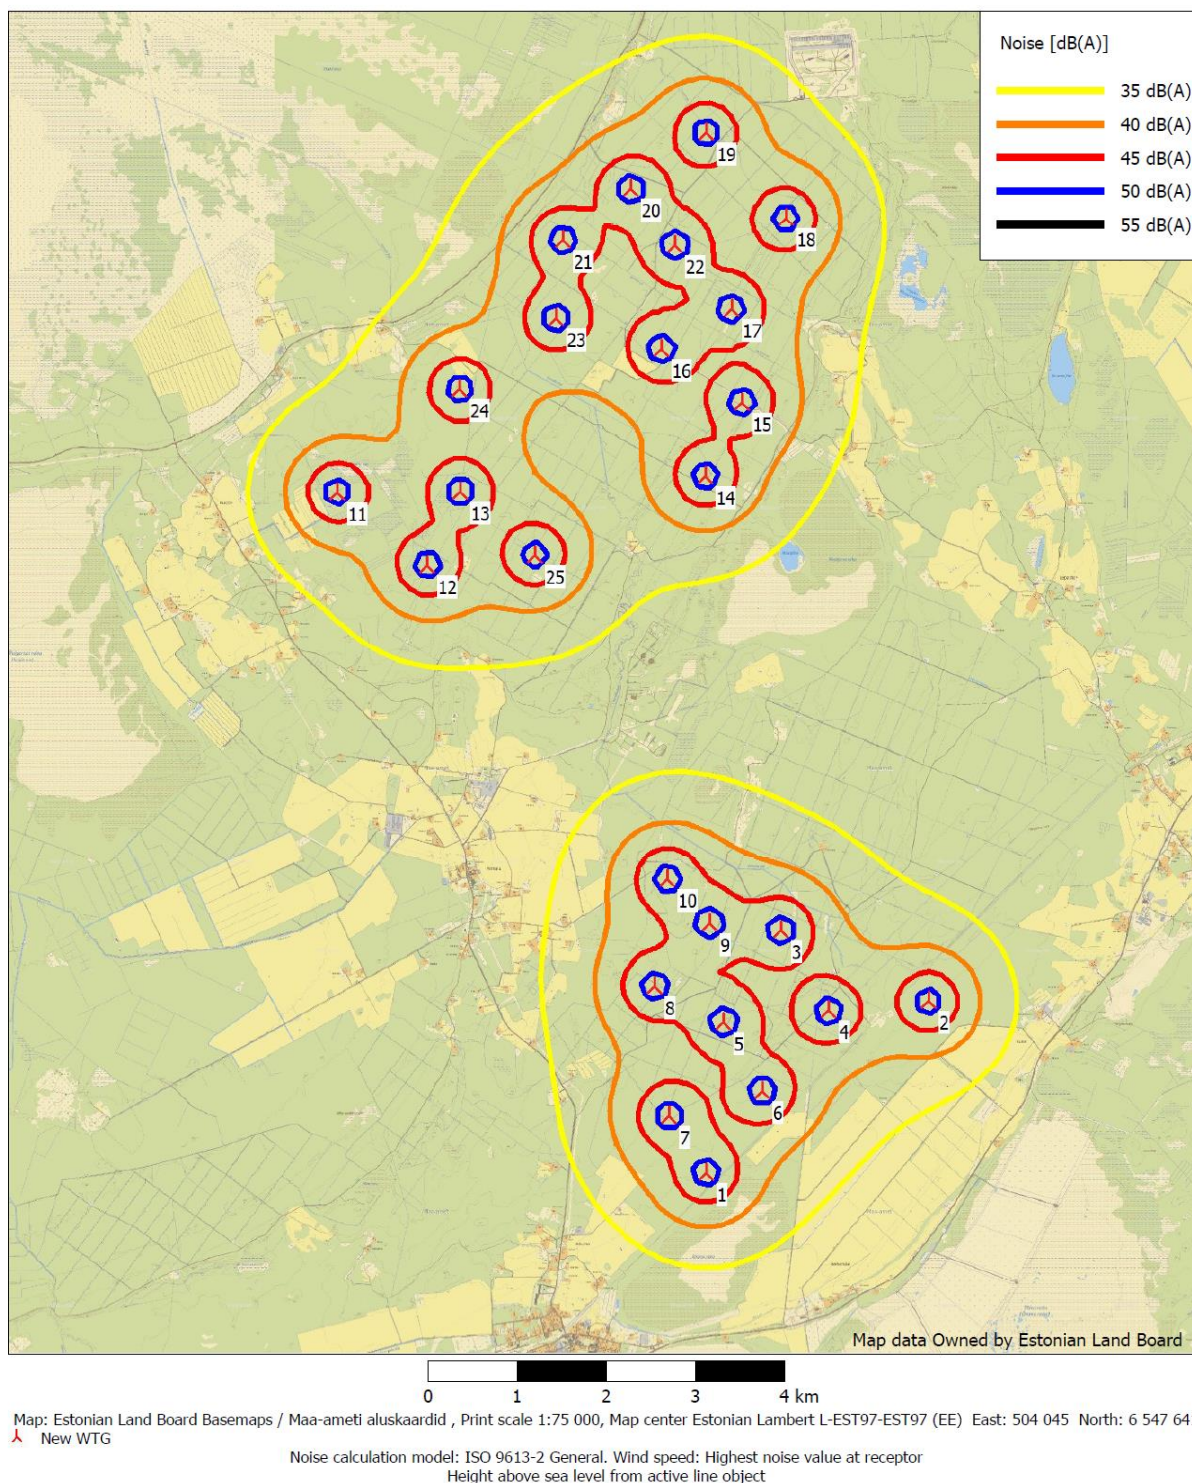 Noise [dB(A)]
35 dB(A)
40 dB(A)
45 dB(A)
50 dB(A)
55 dB(A)
19
20
18
21
22
23
17
16
24
15
14
11
13
12
25
10
9
3
8
5
4
2
6
7
1
Map data Owned by Estonian Land Board
0 1 2 3 4 km
Map: Estonian Land Board Basemaps / Maa-ameti aluskaardid , Print scale 1:75 000, Map center Estonian Lambert L-EST97-EST97 (EE) East: 504 045 North: 6 547 64
New WTG
Noise calculation model: ISO 9613-2 General. Wind speed: Highest noise value at receptor
Height above sea level from active line object